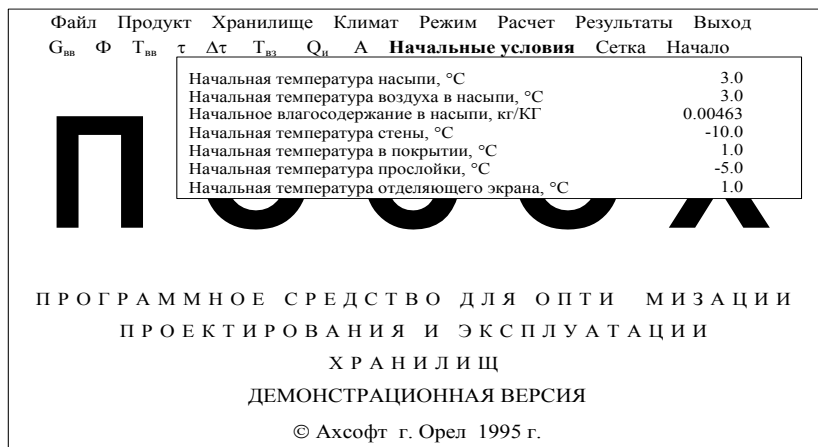 Файл Продукт Хранилище Климат Режим Расчет Результаты Выход
Gвв Φ Tвв τ Δτ Tвз Qи А Начальные условия Сетка Начало
Начальная температура насыпи, °С 3.0
Начальная температура воздуха в насыпи, °С 3.0
Начальное влагосодержание в насыпи, кг/КГ 0.00463
Начальная температура стены, °С -10.0
Начальная температура в покрытии, °С 1.0
Начальная температура прослойки, °С -5.0
Начальная температура отделяющего экрана, °С 1.0
ПРОГРАММНОЕ СРЕДСТВО ДЛЯ ОПТИ МИЗАЦИИ
ПРОЕКТИРОВАНИЯ И ЭКСПЛУАТАЦИИ
ХРАНИЛИЩ
ДЕМОНСТРАЦИОННАЯ ВЕРСИЯ
© Ахсофт г. Орел 1995 г.